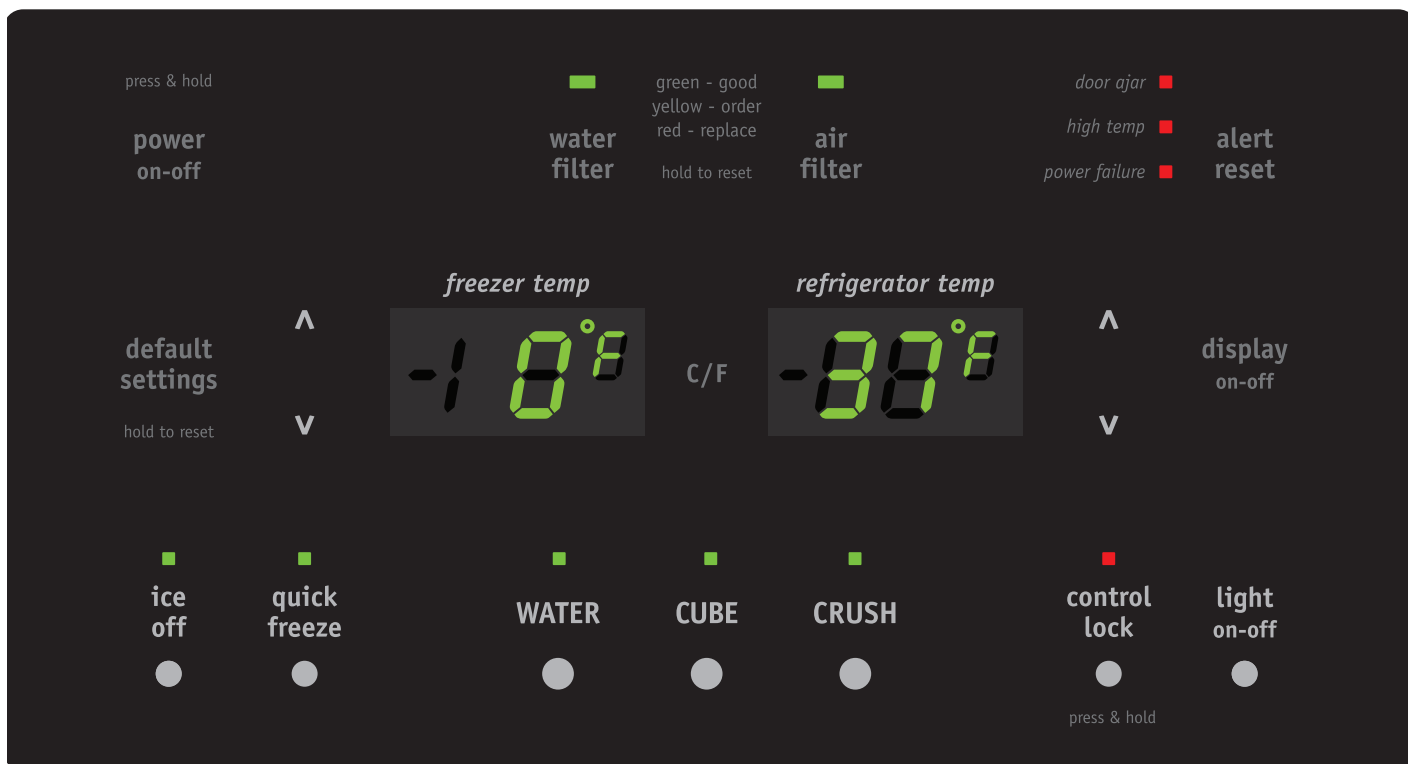 press & hold
power
on-off
water
filter
green - good
yellow - order
red - replace
hold to reset
air
filter
door ajar
high temp
power failure
alert
reset
freezer temp
refrigerator temp
default
settings
hold to reset
^
v
0°F
C/F
37°F
^
v
display
on-off
ice
off
quick
freeze
WATER
CUBE
CRUSH
control
lock
press & hold
light
on-off